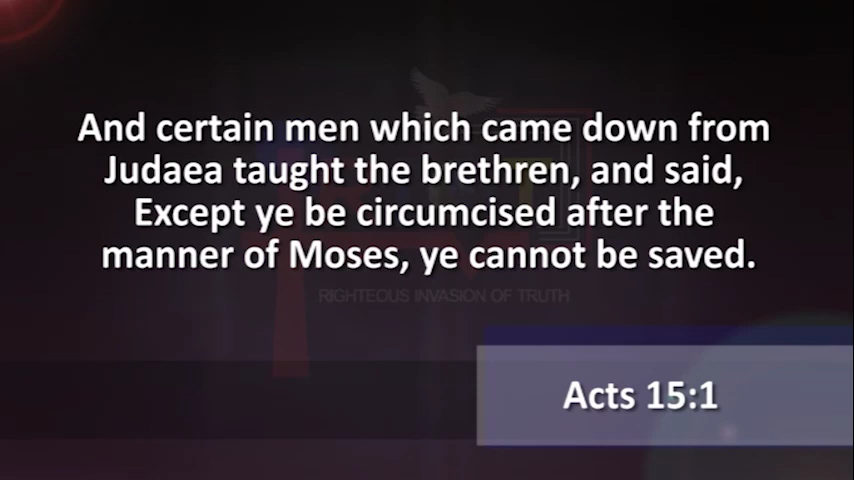 And certain men which came down from
Judaea taught the brethren, and said,
Except ye be circumcised after the
manner of Moses, ye cannot be saved.
RIGHTEOUS INVASION OF TRUTH
Acts 15:1